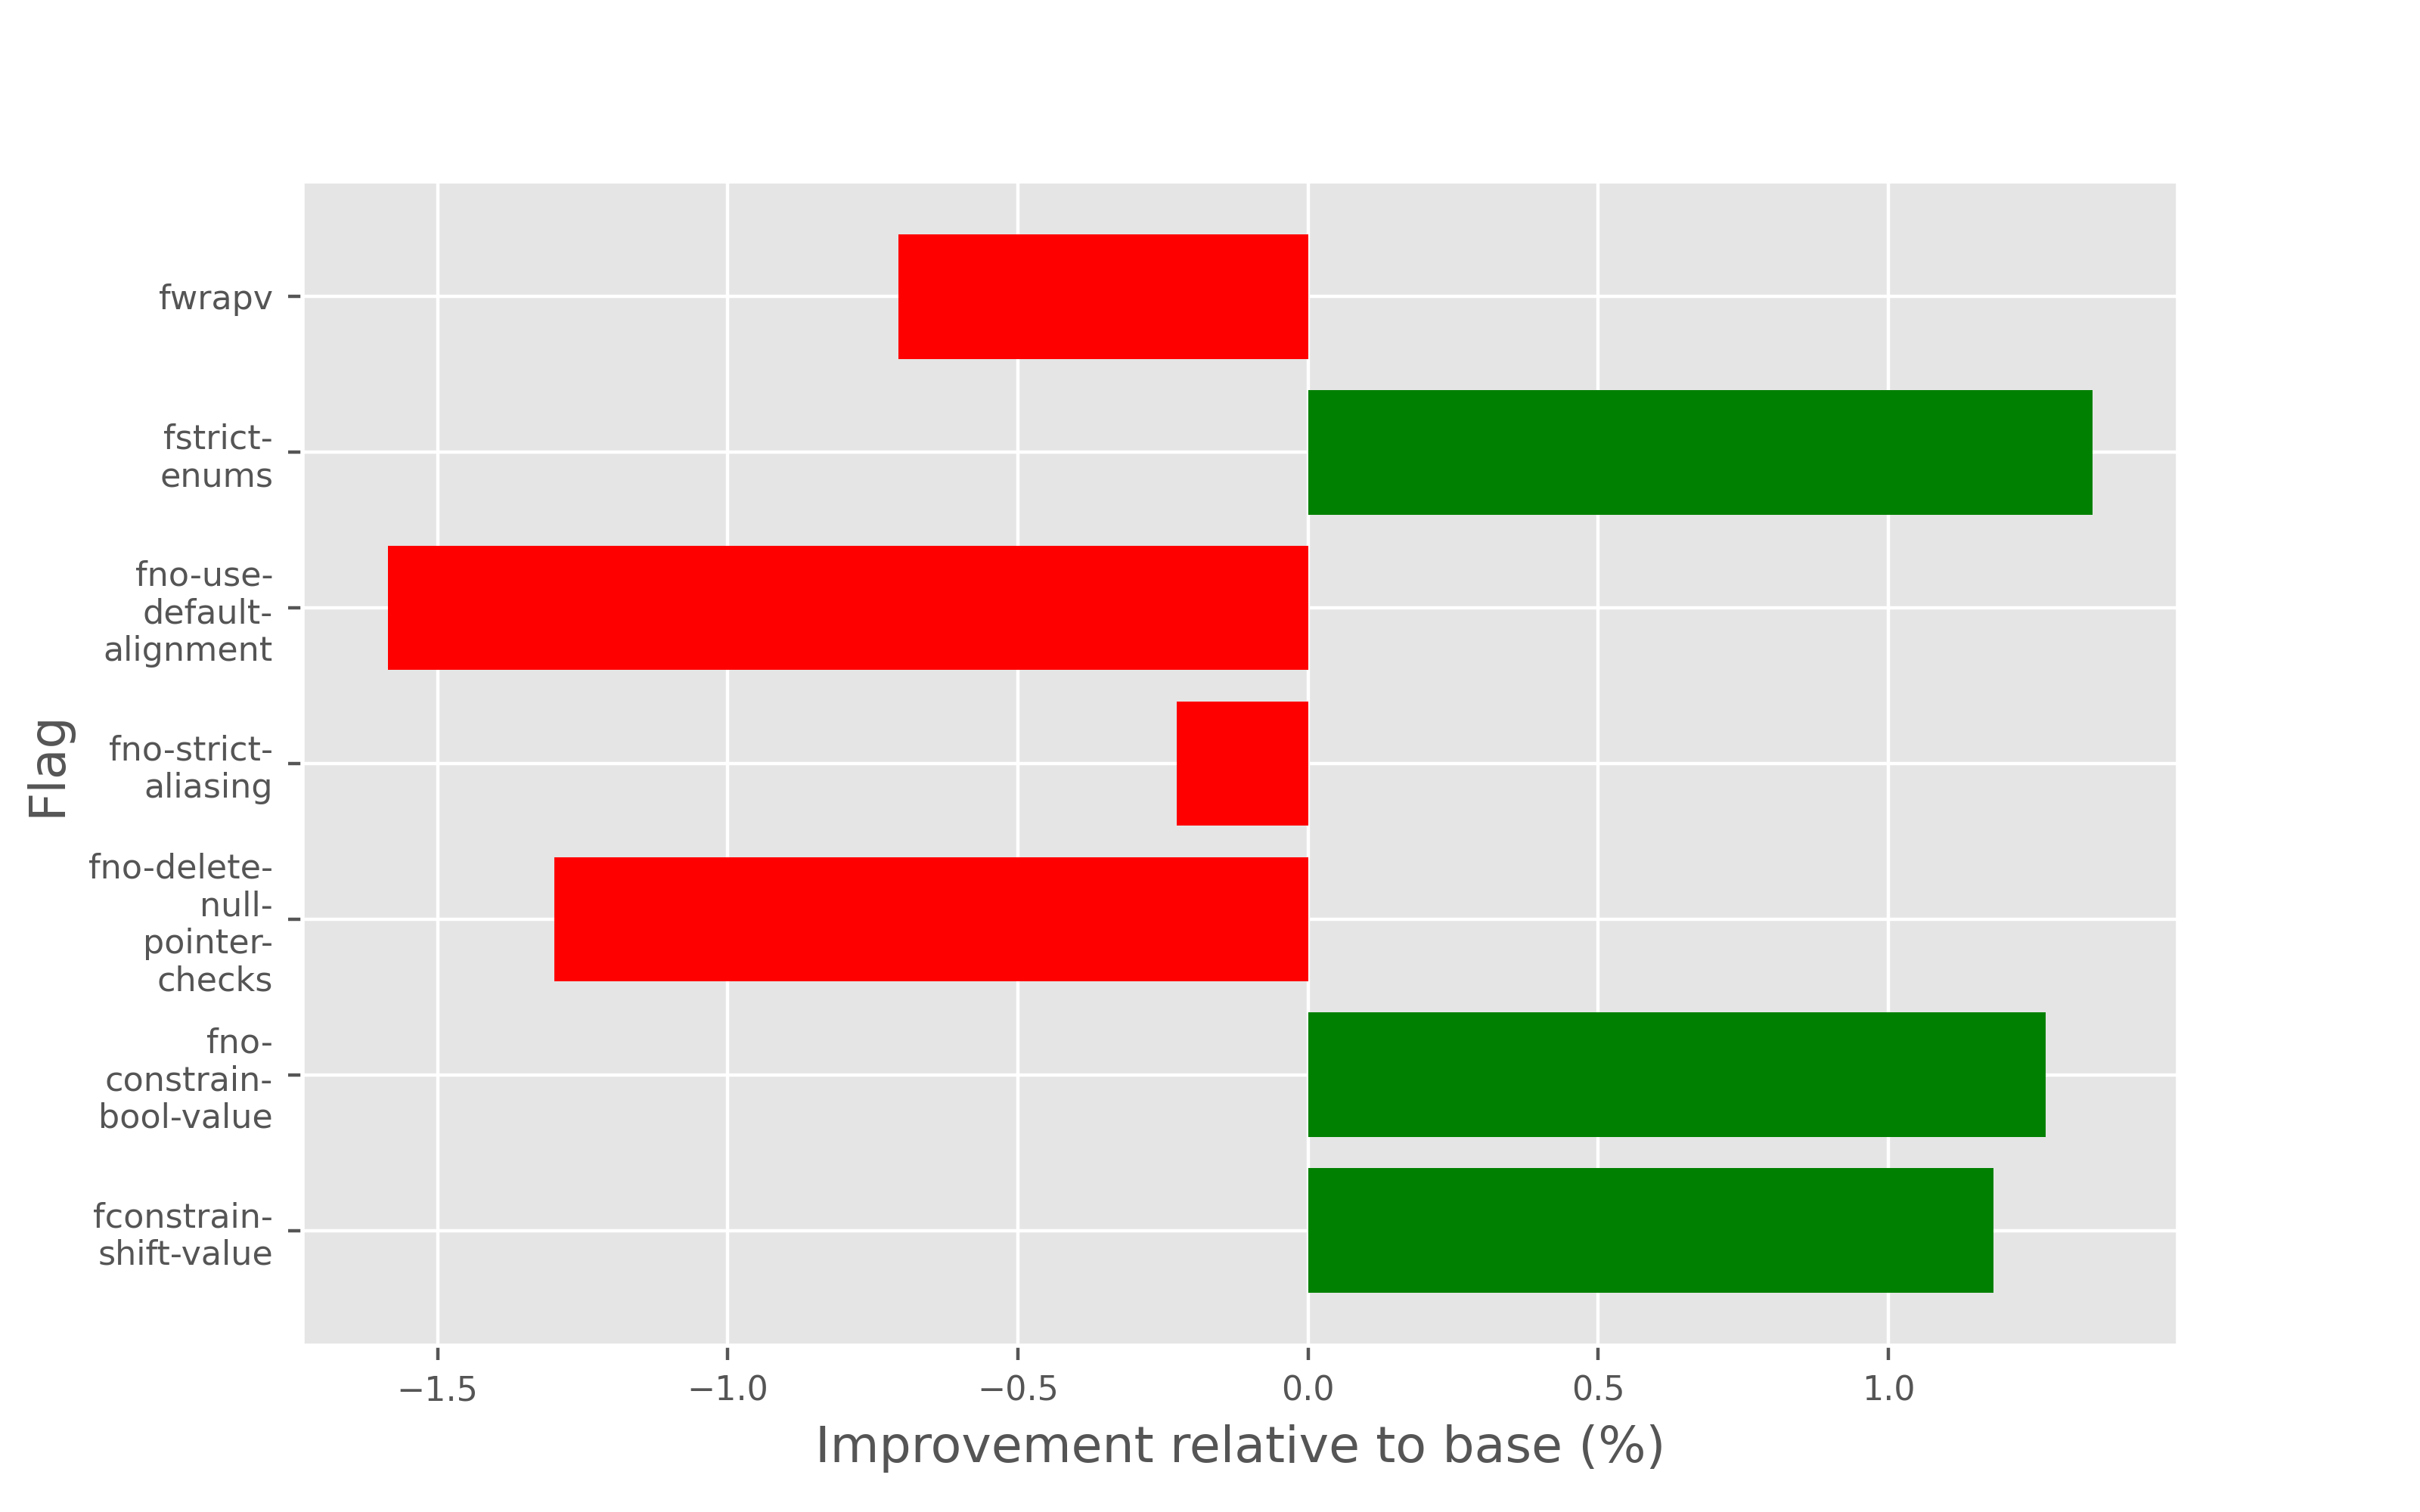 fwrapv
fstrict-
enums
fno-use-
default-
alignment
fno-strict-
aliasing
fno-delete-
null-
pointer-
checks
fno-
constrain-
bool-value
fconstrain-
shift-value
Flag
−1.5 −1.0 −0.5 0.0 0.5 1.0
Improvement relative to base (%)